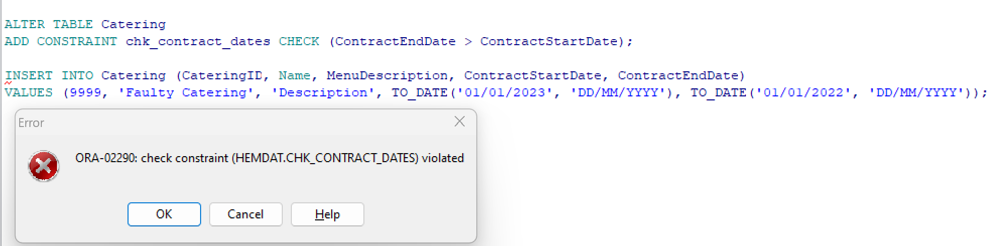 ALTER TABLE Catering
ADD CONSTRAINT chk_contract_dates CHECK (ContractEndDate > ContractStartDate);
INSERT INTO Catering (CateringID, Name, MenuDescription, ContractStartDate, ContractEndDate)
VALUES (9999, 'Faulty Catering', 'Description', TO_DATE('01/01/2023', 'DD/MM/YYYY'), TO_DATE('01/01/2022', 'DD/MM/YYYY'));
Error
ORA-02290: check constraint (HEMDAT.CHK_CONTRACT_DATES) violated
OK Cancel Help